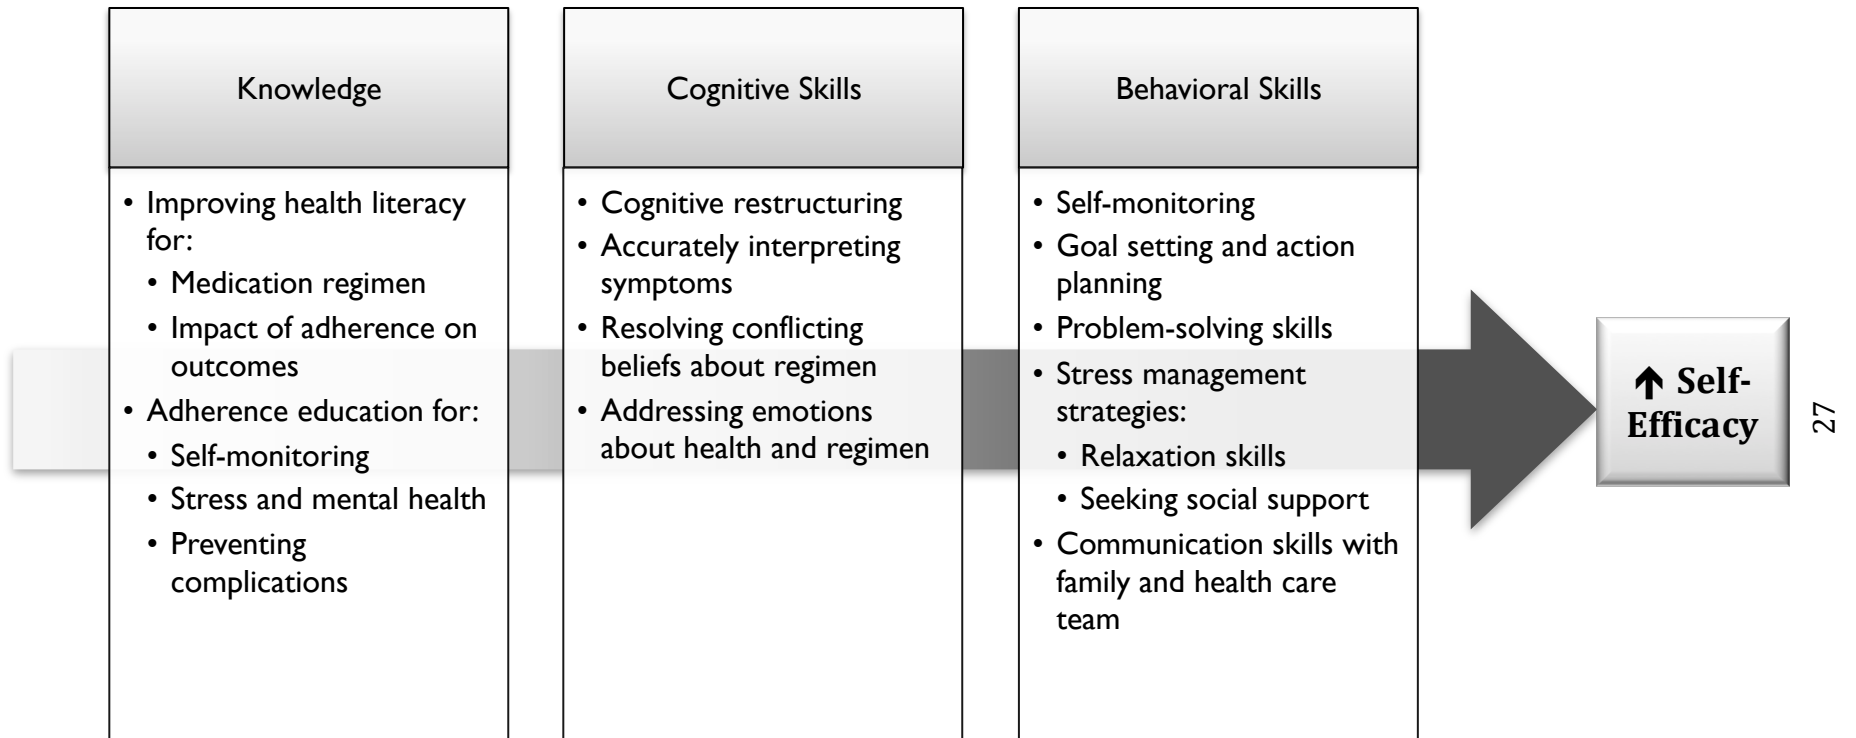 Knowledge
• Improving health literacy
for:
• Medication regimen
• Impact of adherence on
outcomes
• Adherence education for:
• Self-monitoring
• Stress and mental health
• Preventing
complications
Cognitive Skills
• Cognitive restructuring
• Accurately interpreting
symptoms
• Resolving conflicting
beliefs about regimen
• Addressing emotions
about health and regimen
Behavioral Skills
• Self-monitoring
• Goal setting and action
planning
• Problem-solving skills
• Stress management
strategies:
• Relaxation skills
• Seeking social support
• Communication skills with
family and health care
team
↑ Self-
Efficacy
27